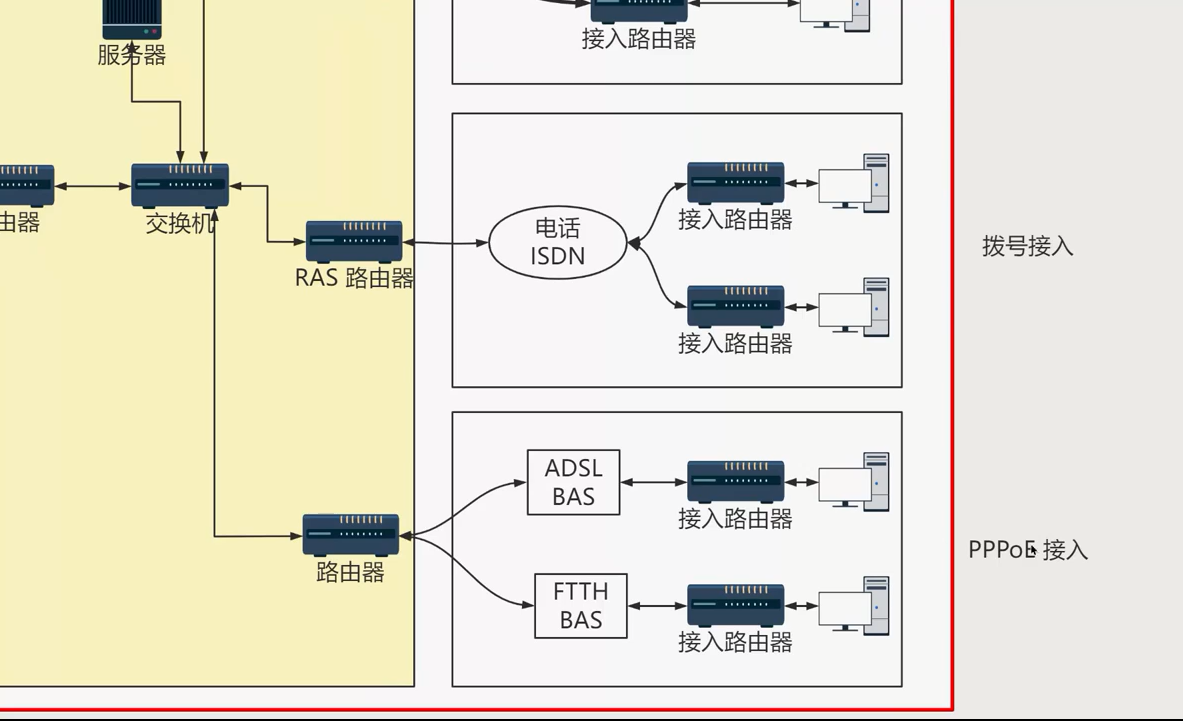 服务器
接入路由器
由器
交换机
RAS 路由器
电话
ISDN
接入路由器
接入路由器
拨号接入
路由器
ADSL
BAS
接入路由器
FTTH
BAS
接入路由器
PPPoE 接入